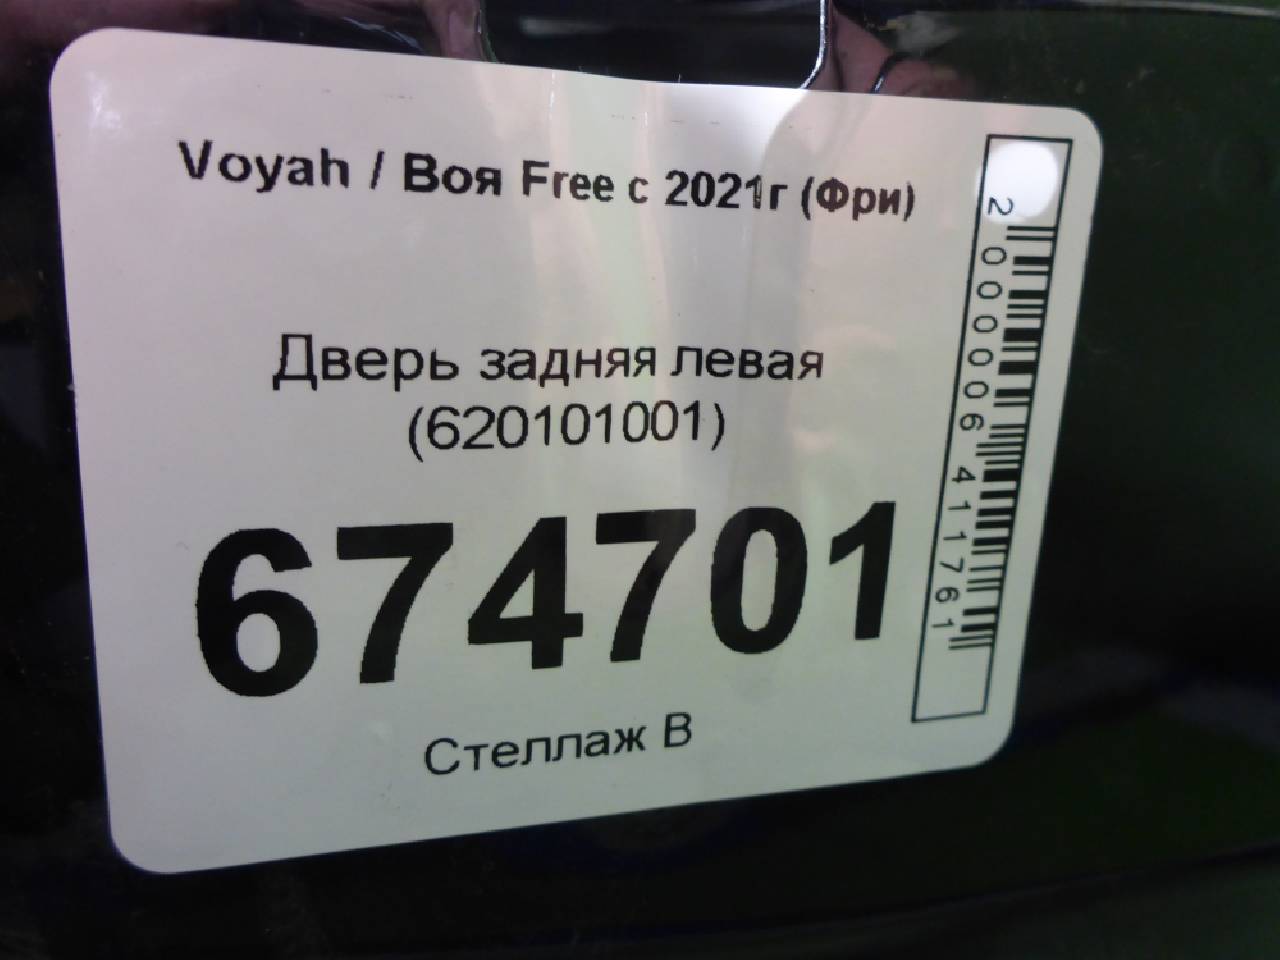 Voyah / Воя Free с 2021г (Фри)
Дверь задняя левая
(620101001)
674701
Стеллаж В
2000006411761